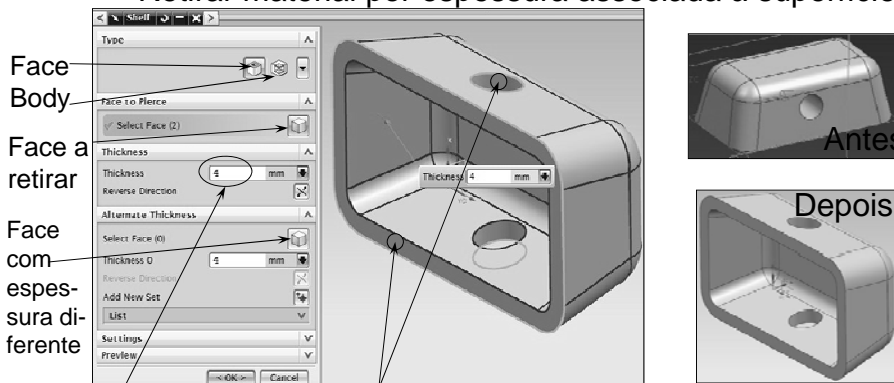 Retirar material por espessura associada a superfície
Shell
Type
Face
Body
Face to Pierce
Select Face (2)
Face a
retirar
Thickness
Thickness 4 mm
Reverse Direction
Thickness 4 mm
Alternate Thickness
Select Face (0)
Thickness 0 4 mm
Reverse Direction
Add New Set
List
Face
com
espes-
sura di-
ferente
Settings
Preview
< OK > Cancel
Antes
Depois